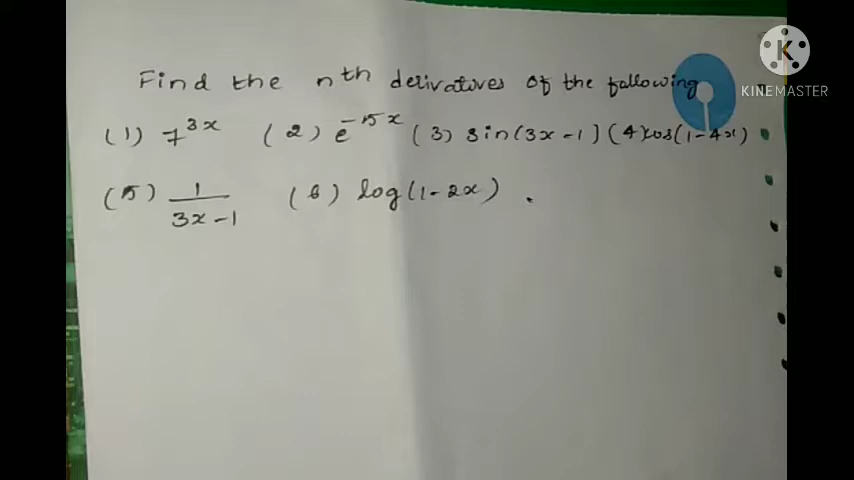 KINEMASTER
Find the nth derivatives of the following
(1) 7^3x (2) e^-5x (3) sin(3x-1) (4) cos(1-4x)
(5) 1/(3x-1) (6) log(1-2x).